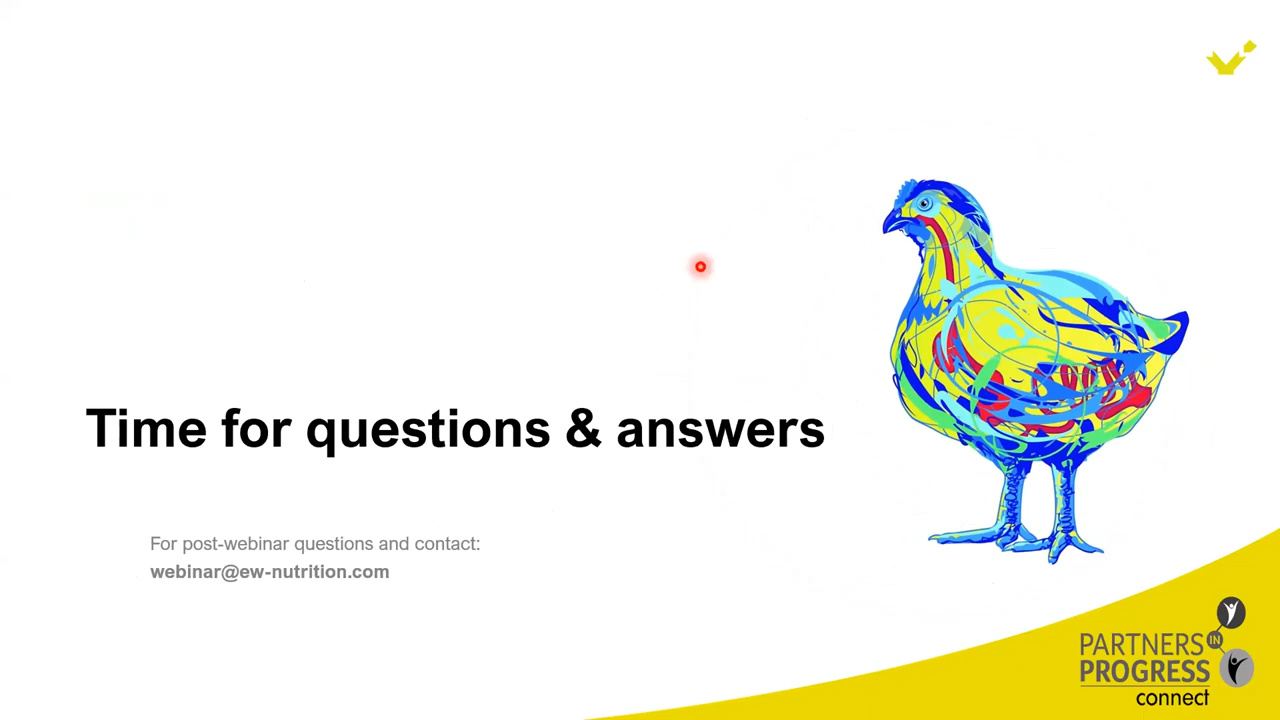 Time for questions & answers
For post-webinar questions and contact:
webinar@ew-nutrition.com
PARTNERS IN
PROGRESS
connect